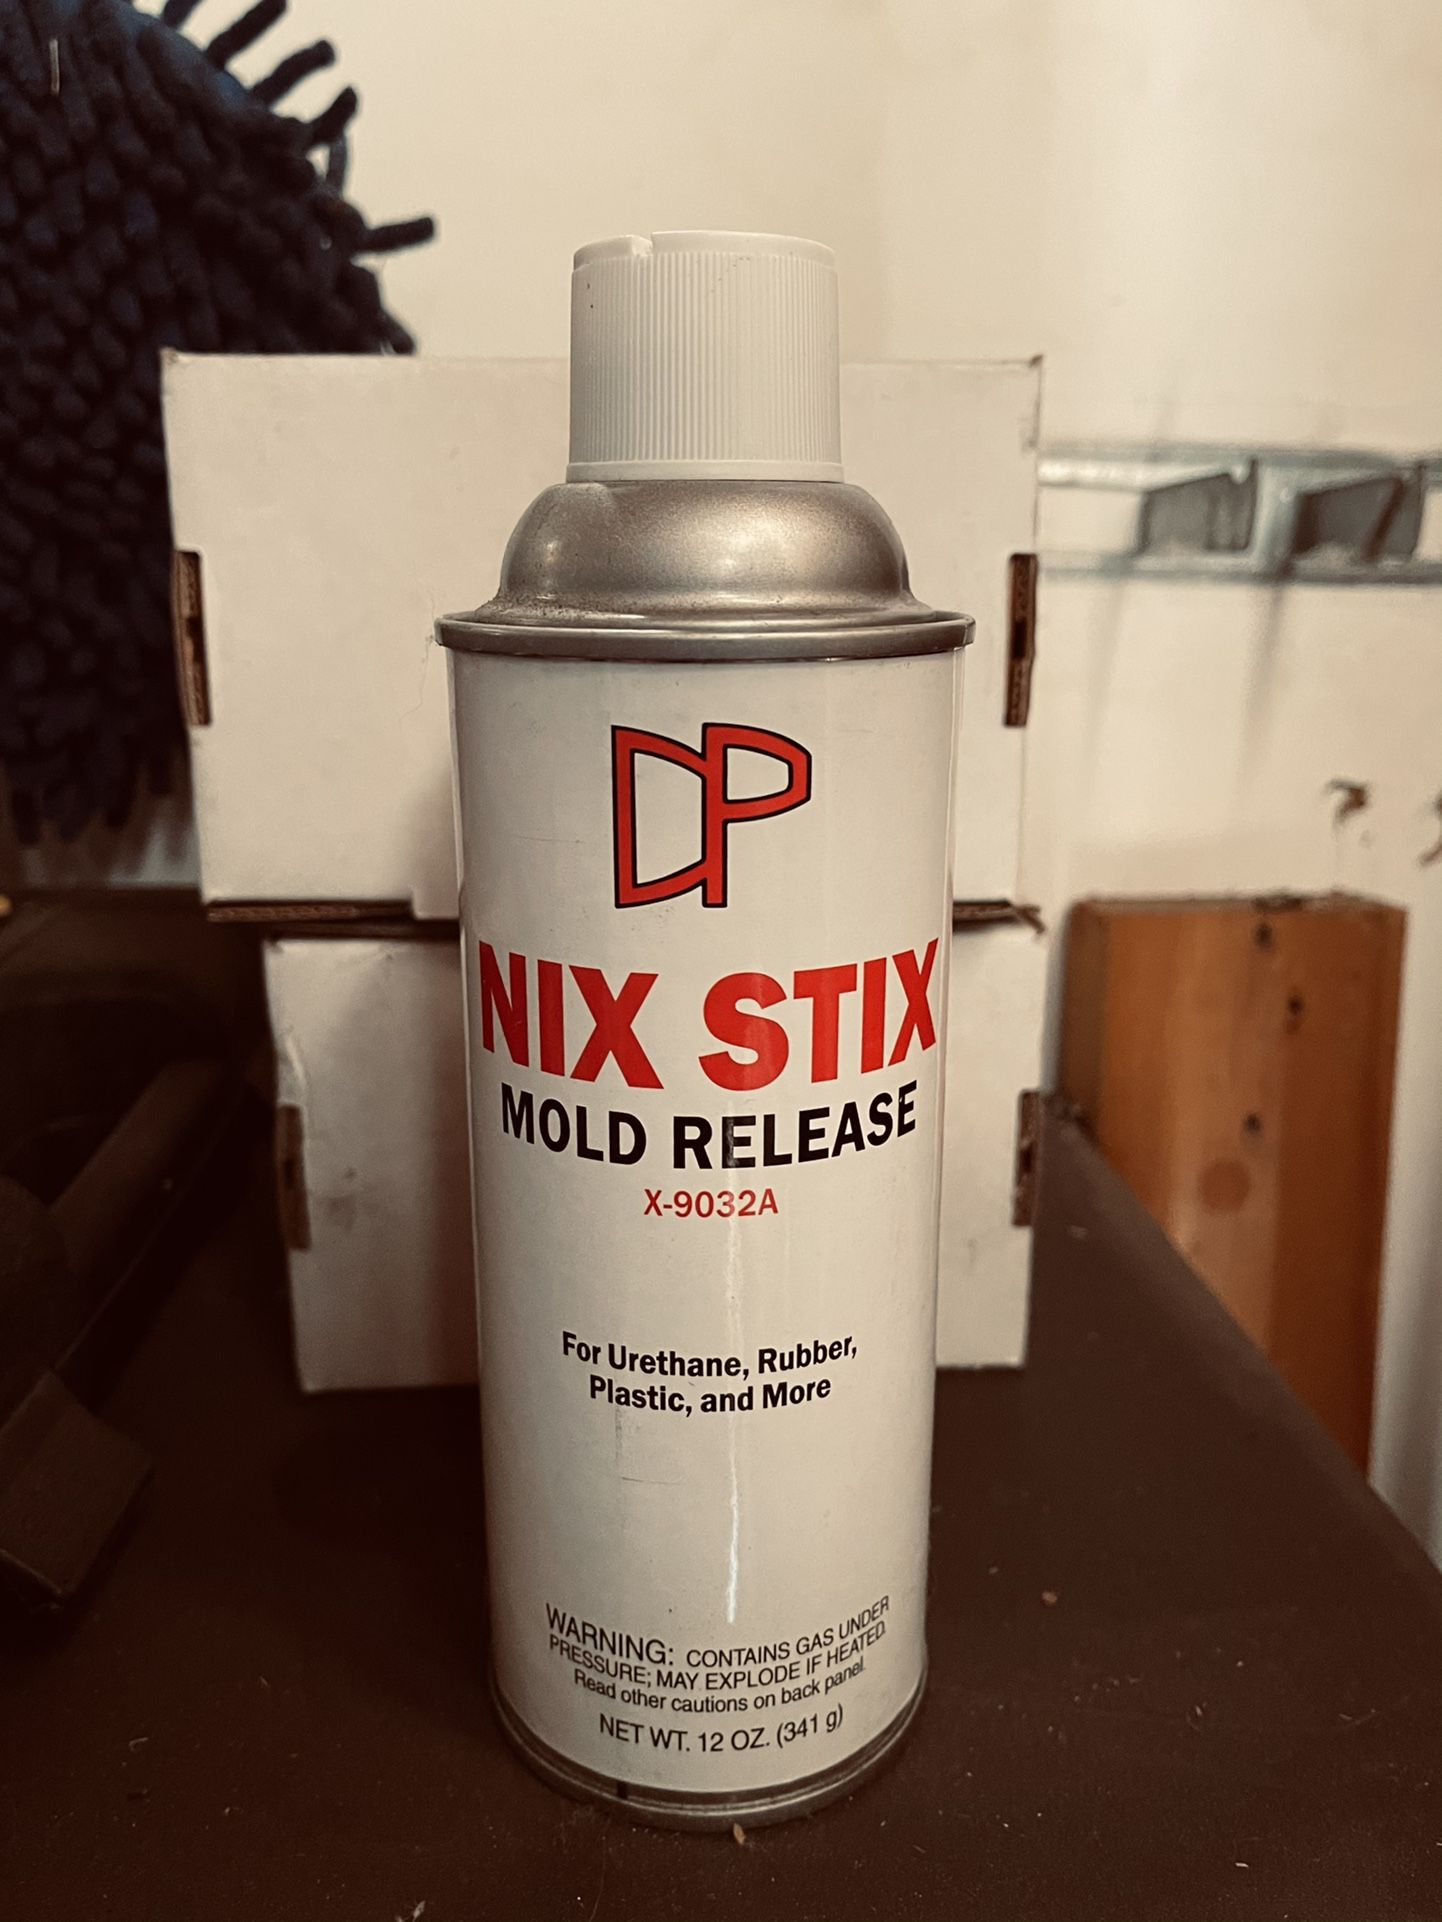 DP
NIX STIX
MOLD RELEASE
X-9032A
For Urethane, Rubber,
Plastic, and More
WARNING: CONTAINS GAS UNDER
PRESSURE; MAY EXPLODE IF HEATED.
Read other cautions on back panel.
NET WT. 12 OZ. (341 g)